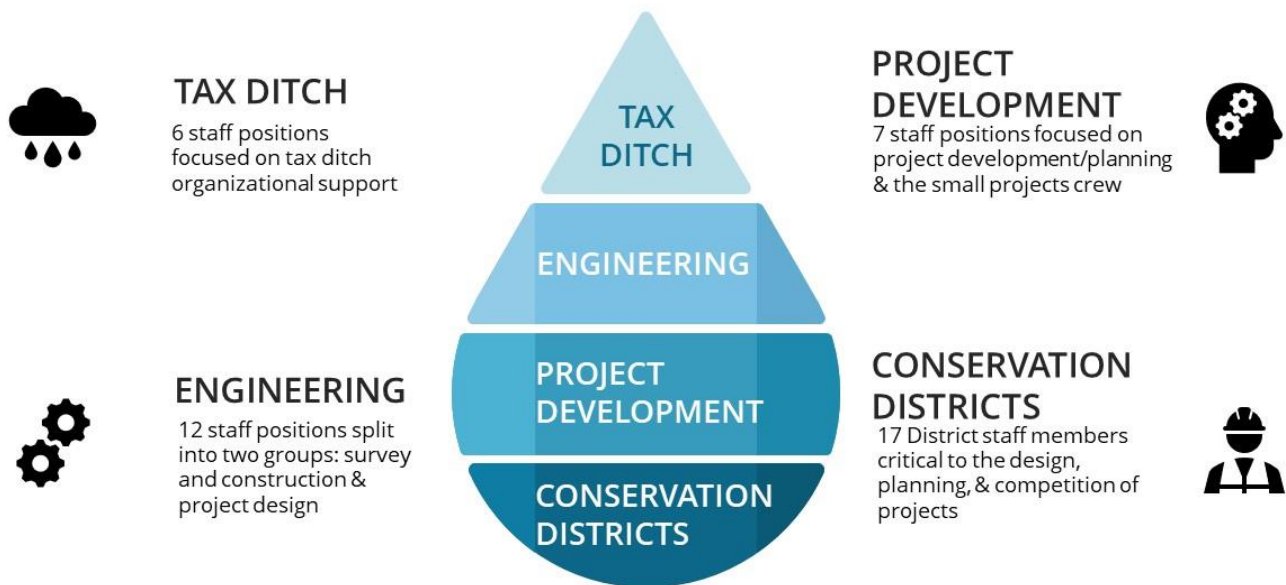 TAX DITCH
6 staff positions
focused on tax ditch
organizational support
ENGINEERING
12 staff positions split
into two groups: survey
and construction &
project design
TAX
DITCH
ENGINEERING
PROJECT
DEVELOPMENT
CONSERVATION
DISTRICTS
PROJECT
DEVELOPMENT
7 staff positions focused on
project development/planning
& the small projects crew
CONSERVATION
DISTRICTS
17 District staff members
critical to the design,
planning, & competition of
projects